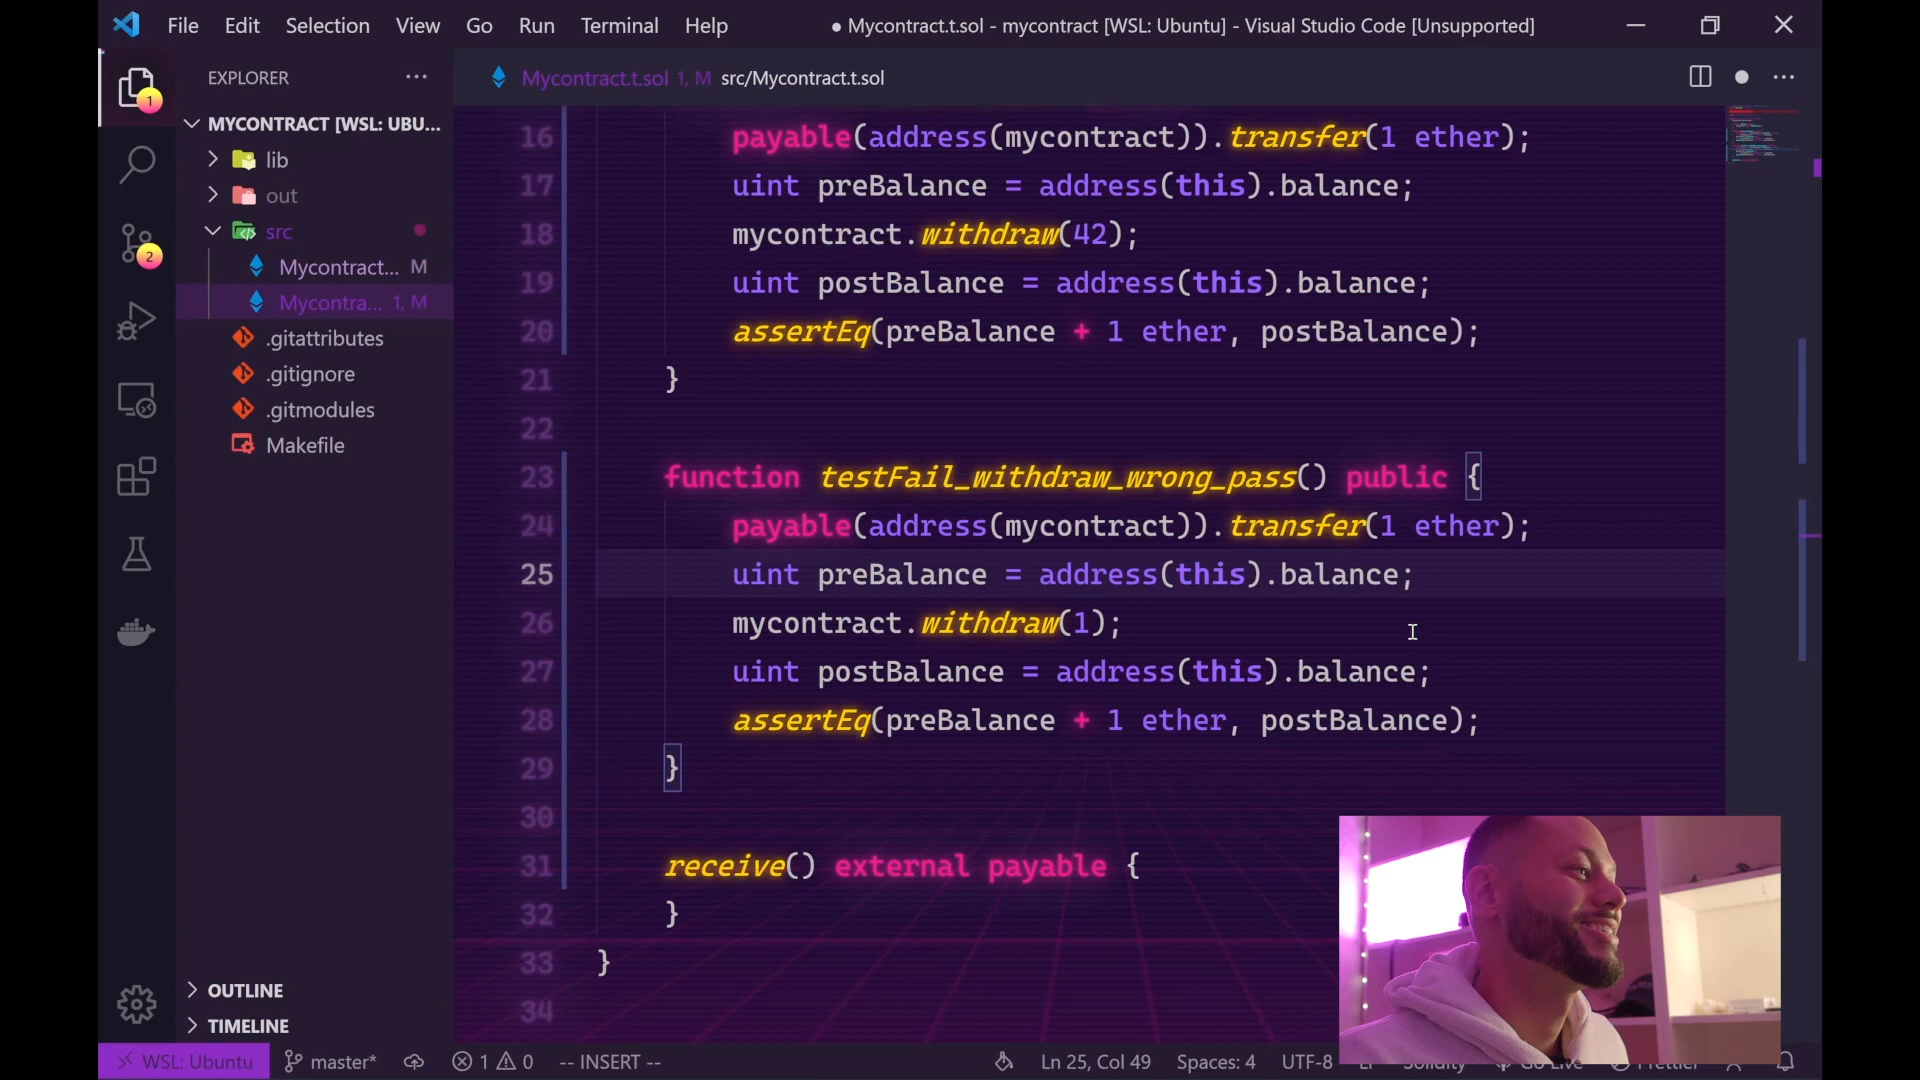 File Edit Selection View Go Run Terminal Help
● Mycontract.t.sol - mycontract [WSL: Ubuntu] - Visual Studio Code [Unsupported]
EXPLORER
Mycontract.t.sol 1, M src/Mycontract.t.sol
1
MYCONTRACT [WSL: UBU...
lib
out
src
2
Mycontract... M
Mycontra... 1, M
.gitattributes
.gitignore
.gitmodules
Makefile
16 payable(address(mycontract)).transfer(1 ether);
17 uint preBalance = address(this).balance;
18 mycontract.withdraw(42);
19 uint postBalance = address(this).balance;
20 assertEq(preBalance + 1 ether, postBalance);
21 }
22
23 function testFail_withdraw_wrong_pass() public {
24 payable(address(mycontract)).transfer(1 ether);
25 uint preBalance = address(this).balance;
26 mycontract.withdraw(1);
27 uint postBalance = address(this).balance;
28 assertEq(preBalance + 1 ether, postBalance);
29 }
30
31 receive() external payable {
32 }
33 }
34
OUTLINE
TIMELINE
WSL: Ubuntu master* 1 0 -- INSERT -- Ln 25, Col 49 Spaces: 4 UTF-8